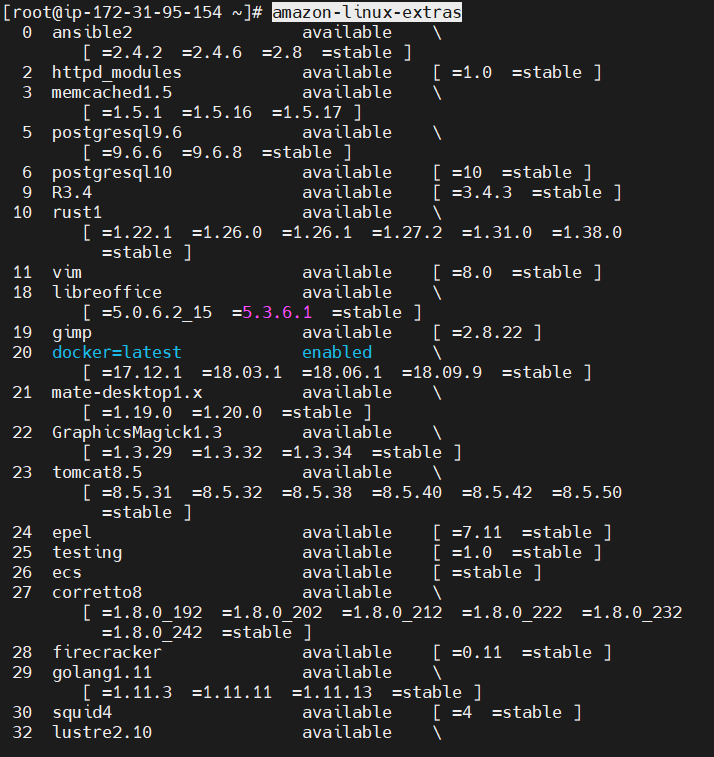 [root@ip-172-31-95-154 ~]# amazon-linux-extras
  0  ansible2                 available    \
        [ =2.4.2  =2.4.6  =2.8  =stable ]
  2  httpd_modules            available    [ =1.0  =stable ]
  3  memcached1.5             available    \
        [ =1.5.1  =1.5.16  =1.5.17 ]
  5  postgresql9.6            available    \
        [ =9.6.6  =9.6.8  =stable ]
  6  postgresql10             available    [ =10  =stable ]
  9  R3.4                     available    [ =3.4.3  =stable ]
 10  rust1                    available    \
        [ =1.22.1  =1.26.0  =1.26.1  =1.27.2  =1.31.0  =1.38.0
          =stable ]
 11  vim                      available    [ =8.0  =stable ]
 18  libreoffice              available    \
        [ =5.0.6.2_15  =5.3.6.1  =stable ]
 19  gimp                     available    [ =2.8.22 ]
 20  docker=latest            enabled      \
        [ =17.12.1  =18.03.1  =18.06.1  =18.09.9  =stable ]
 21  mate-desktop1.x          available    \
        [ =1.19.0  =1.20.0  =stable ]
 22  GraphicsMagick1.3        available    \
        [ =1.3.29  =1.3.32  =1.3.34  =stable ]
 23  tomcat8.5                available    \
        [ =8.5.31  =8.5.32  =8.5.38  =8.5.40  =8.5.42  =8.5.50
          =stable ]
 24  epel                     available    [ =7.11  =stable ]
 25  testing                  available    [ =1.0  =stable ]
 26  ecs                      available    [ =stable ]
 27  corretto8                available    \
        [ =1.8.0_192  =1.8.0_202  =1.8.0_212  =1.8.0_222  =1.8.0_232
          =1.8.0_242  =stable ]
 28  firecracker              available    [ =0.11  =stable ]
 29  golang1.11               available    \
        [ =1.11.3  =1.11.11  =1.11.13  =stable ]
 30  squid4                   available    [ =4  =stable ]
 32  lustre2.10               available    \